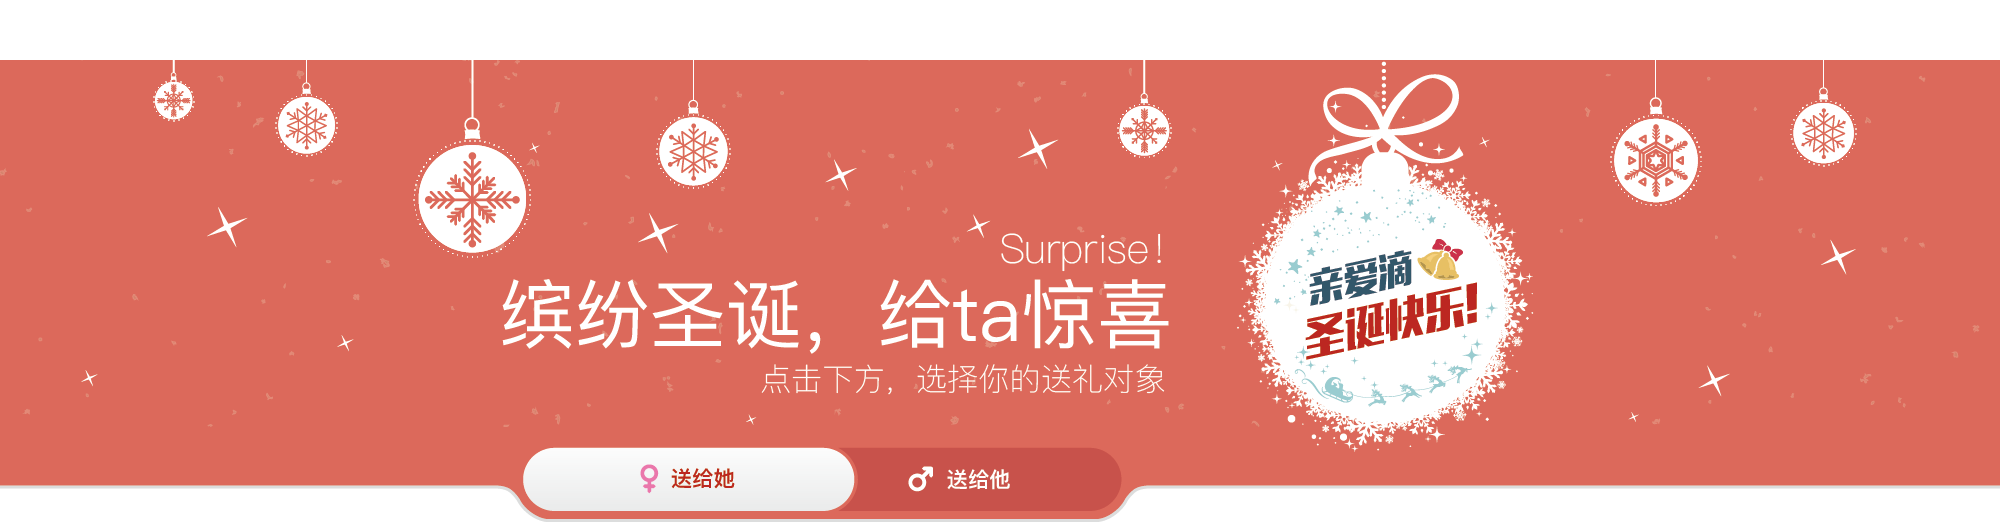 Surprise!
缤纷圣诞，给ta惊喜
点击下方，选择你的送礼对象
亲爱滴
圣诞快乐!
送给她
送给他